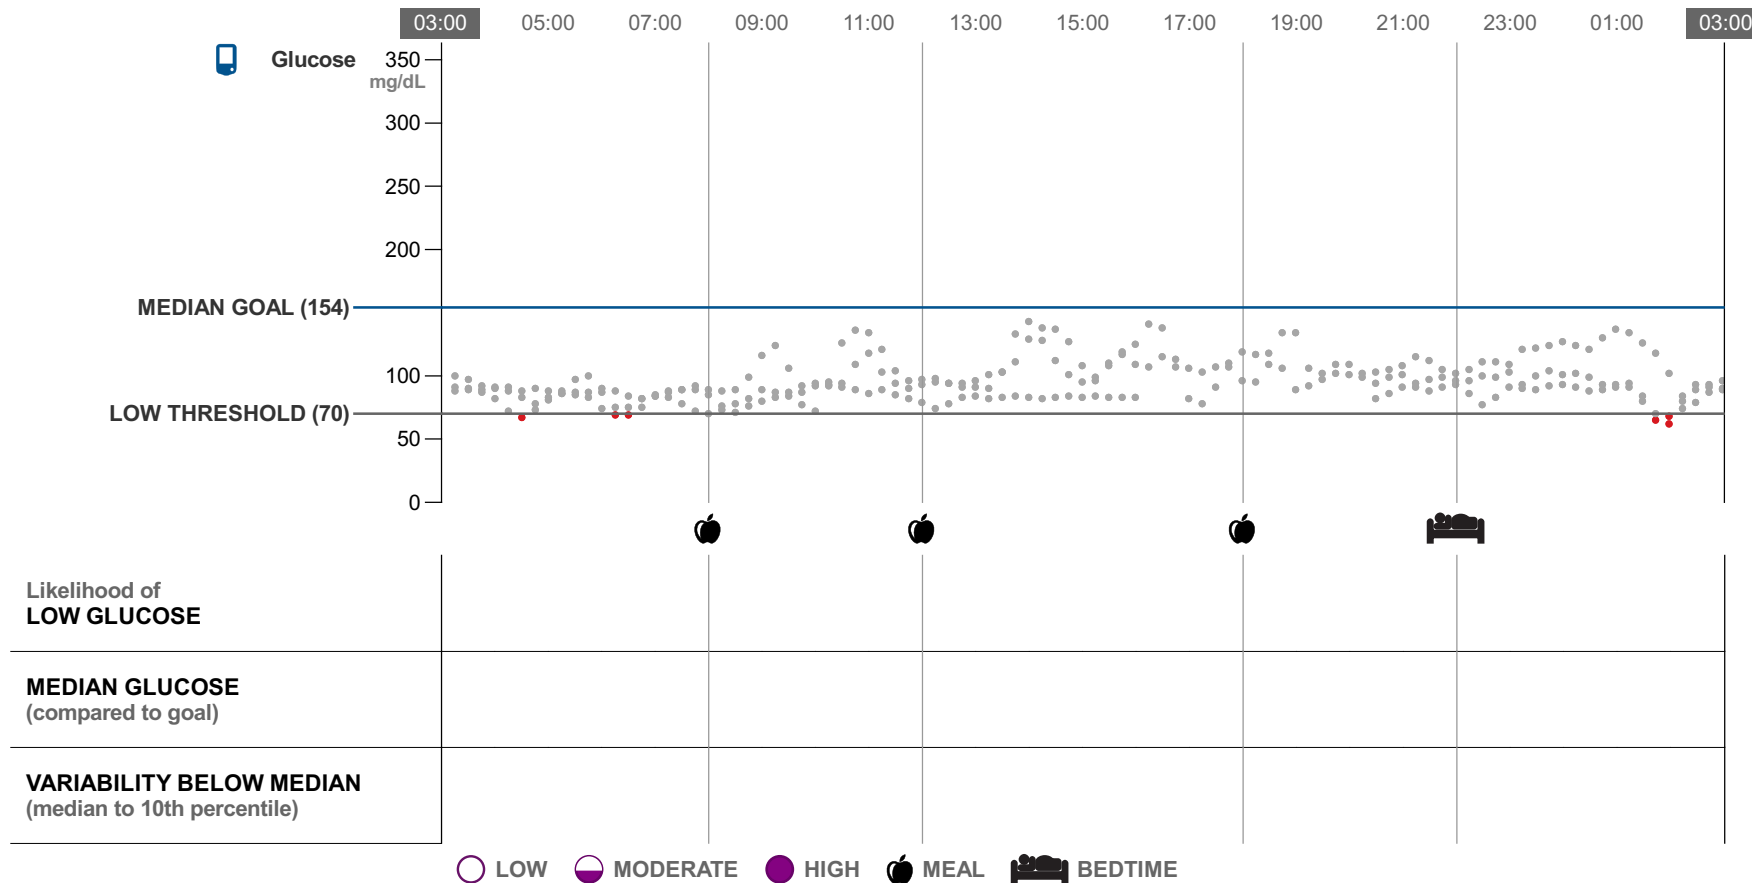 03:00 05:00 07:00 09:00 11:00 13:00 15:00 17:00 19:00 21:00 23:00 01:00 03:00
Glucose 350
mg/dL
300
250
200
MEDIAN GOAL (154)
100
LOW THRESHOLD (70)
50
0
Likelihood of
LOW GLUCOSE
MEDIAN GLUCOSE
(compared to goal)
VARIABILITY BELOW MEDIAN
(median to 10th percentile)
LOW MODERATE HIGH MEAL BEDTIME